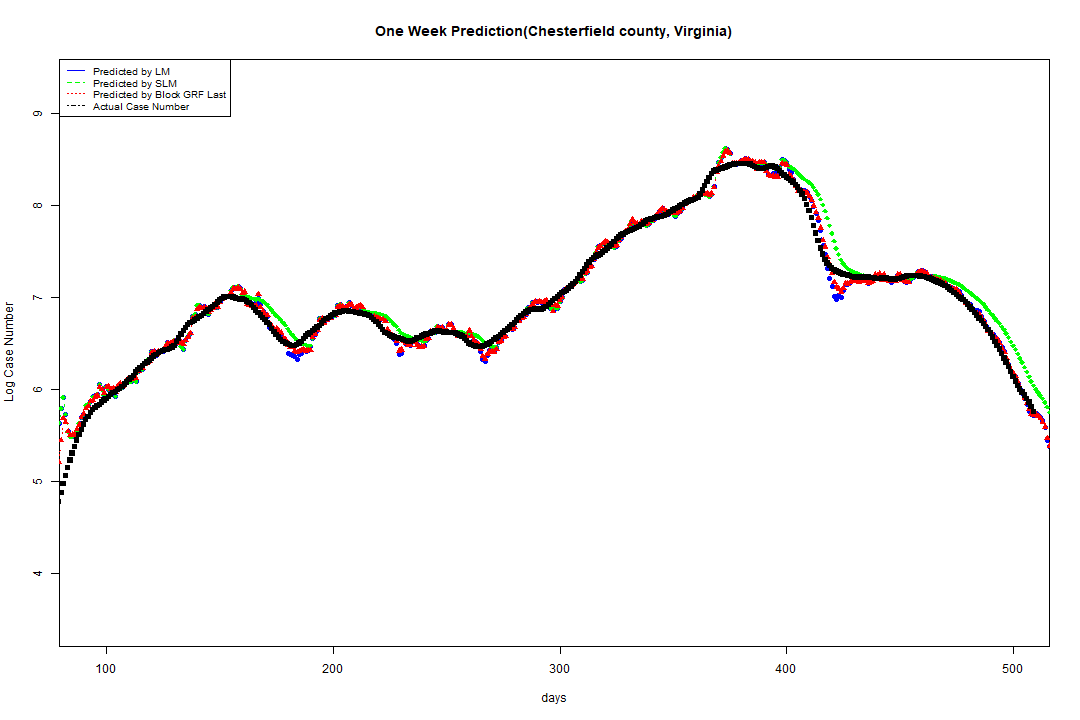 One Week Prediction(Chesterfield county, Virginia)
Predicted by LM
Predicted by SLM
Predicted by Block GRF Last
Actual Case Number
9
8
7
6
5
4
Log Case Number
100 200 300 400 500
days